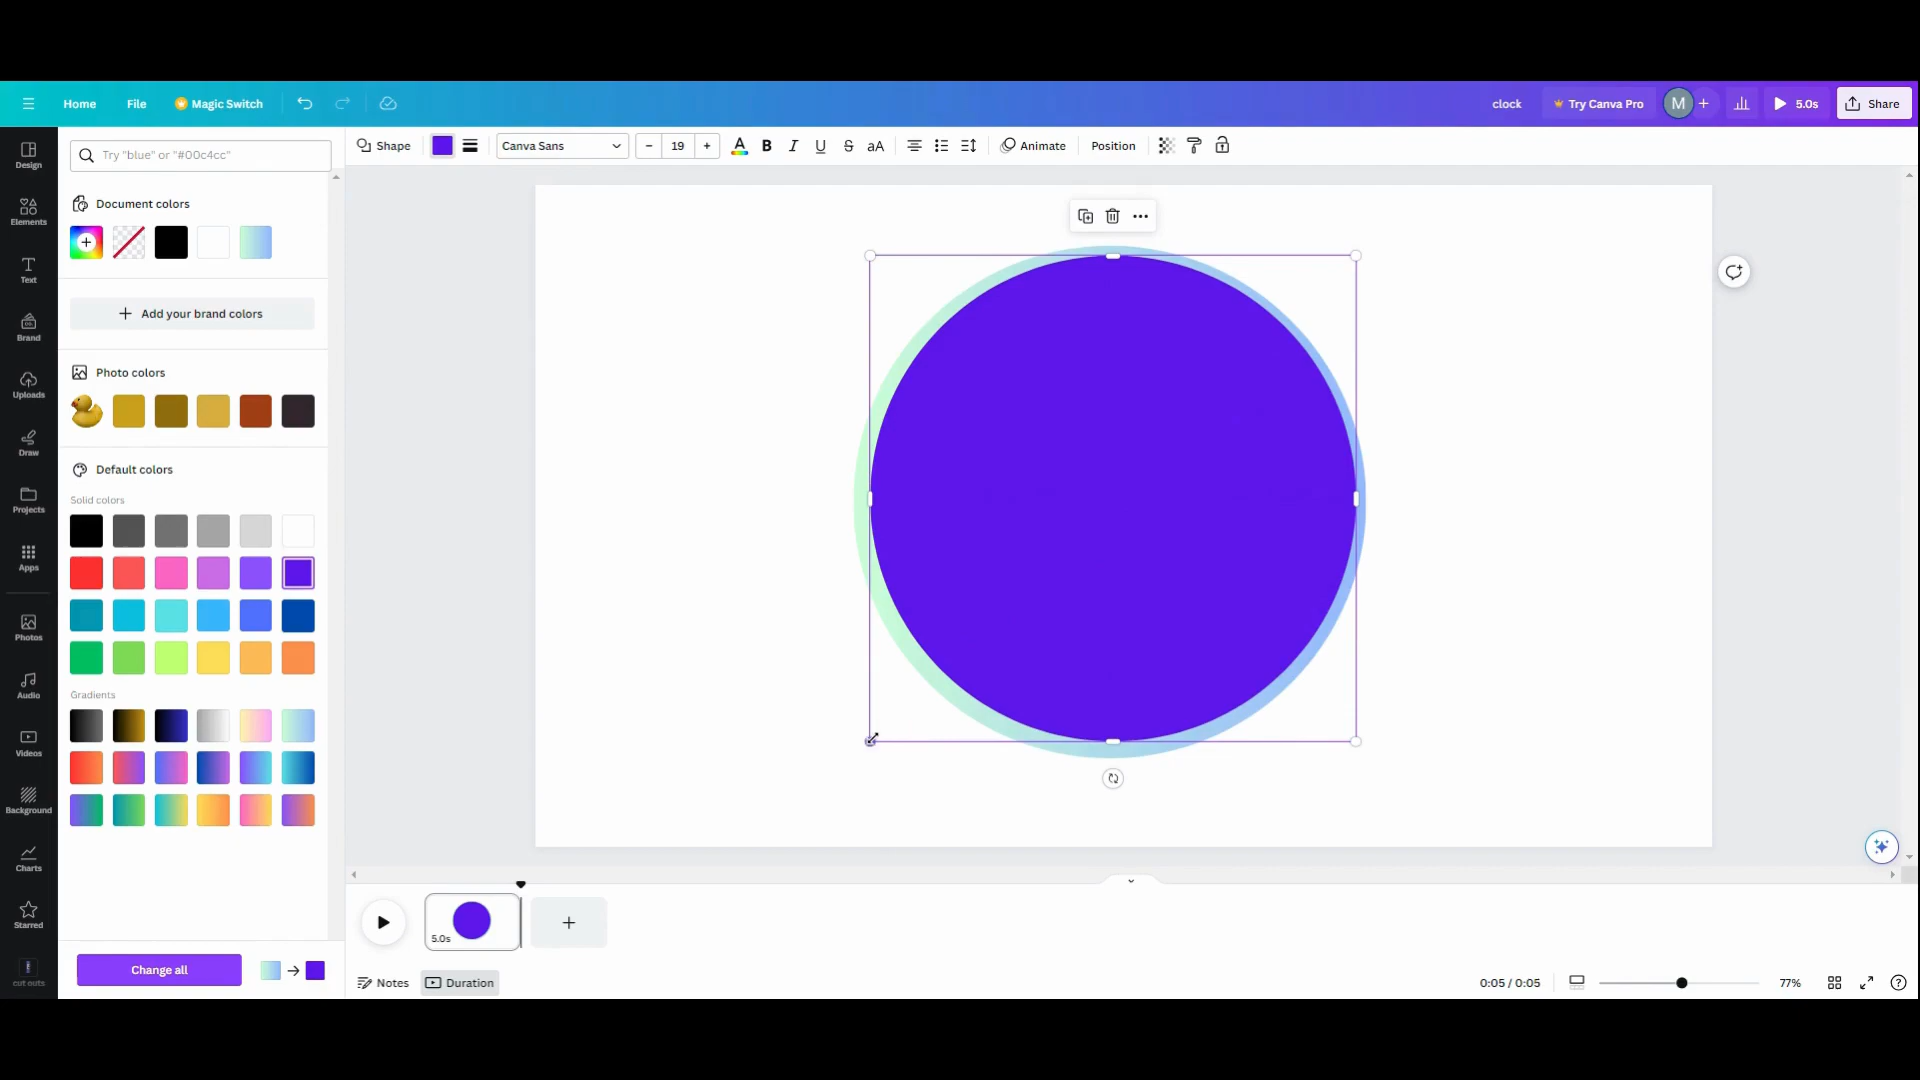 Home File Magic Switch clock Try Canva Pro M 5.0s Share
Shape Canva Sans – 19 + A B I U S aA Animate Position
Design
Elements
Text
Brand
Uploads
Draw
Projects
Apps
Photos
Audio
Videos
Background
Charts
Starred
cut outs
Try "blue" or "#00c4cc"
Document colors
Add your brand colors
Photo colors
Default colors
Solid colors
Gradients
Change all
5.0s
Notes Duration 0:05 / 0:05 77%